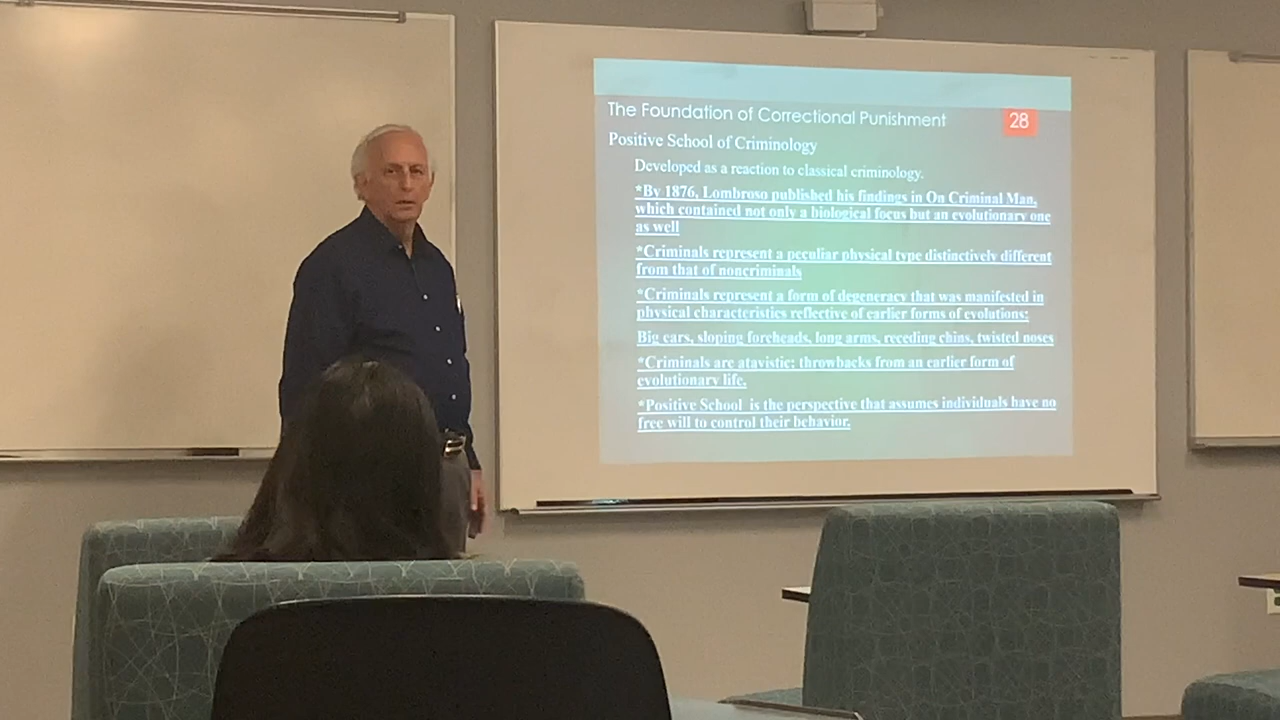 The Foundation of Correctional Punishment
28
Positive School of Criminology
Developed as a reaction to classical criminology.
*By 1876, Lombroso published his findings in On Criminal Man,
which contained not only a biological focus but an evolutionary one
as well
*Criminals represent a peculiar physical type distinctively different
from that of noncriminals
*Criminals represent a form of degeneracy that was manifested in
physical characteristics reflective of earlier forms of evolutions:
Big ears, sloping foreheads, long arms, receding chins, twisted noses
*Criminals are atavistic: throwbacks from an earlier form of
evolutionary life.
*Positive School is the perspective that assumes individuals have no
free will to control their behavior.